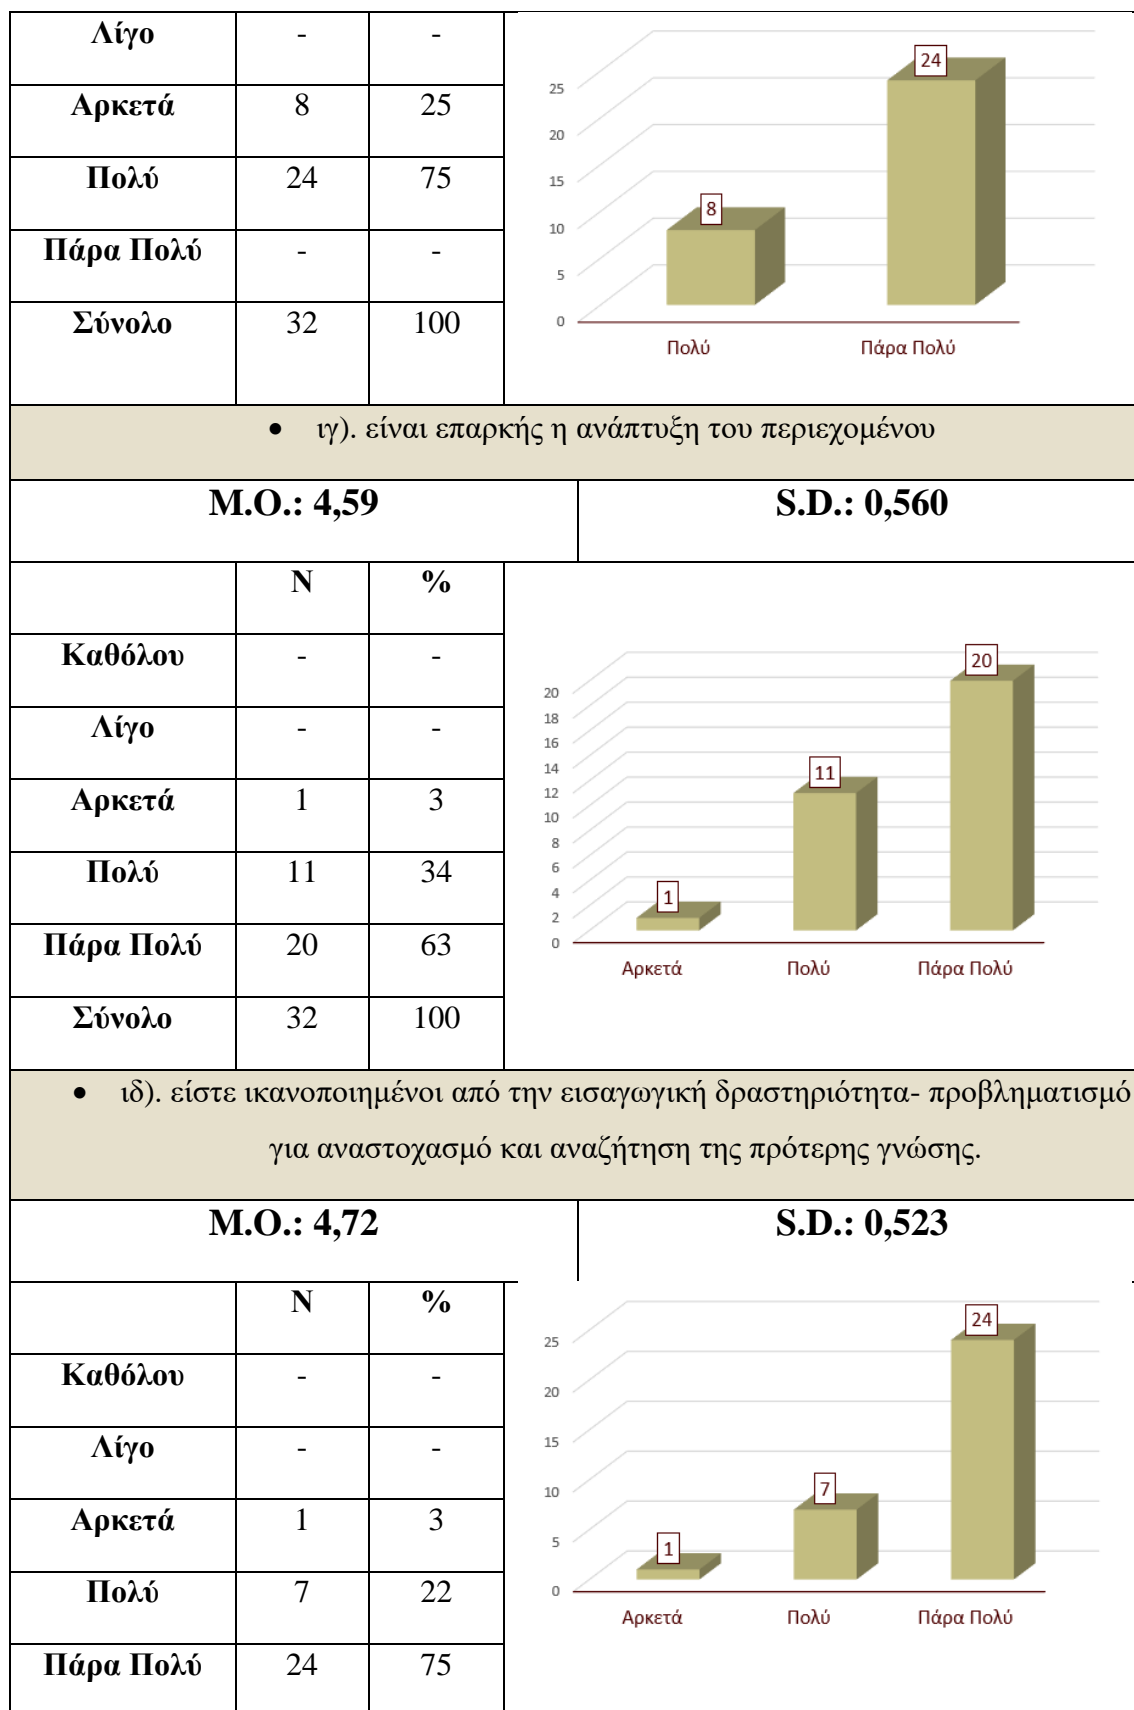 Λίγο - -
Αρκετά 8 25
Πολύ 24 75
Πάρα Πολύ - -
Σύνολο 32 100
25
20
15
10
5
0
8
24
Πολύ Πάρα Πολύ
• ιγ). είναι επαρκής η ανάπτυξη του περιεχομένου
Μ.Ο.: 4,59 S.D.: 0,560
Ν %
Καθόλου - -
Λίγο - -
Αρκετά 1 3
Πολύ 11 34
Πάρα Πολύ 20 63
Σύνολο 32 100
20
18
16
14
12
10
8
6
4
2
0
1
11
20
Αρκετά Πολύ Πάρα Πολύ
• ιδ). είστε ικανοποιημένοι από την εισαγωγική δραστηριότητα- προβληματισμό
για αναστοχασμό και αναζήτηση της πρότερης γνώσης.
Μ.Ο.: 4,72 S.D.: 0,523
Ν %
Καθόλου - -
Λίγο - -
Αρκετά 1 3
Πολύ 7 22
Πάρα Πολύ 24 75
25
20
15
10
5
0
1
7
24
Αρκετά Πολύ Πάρα Πολύ